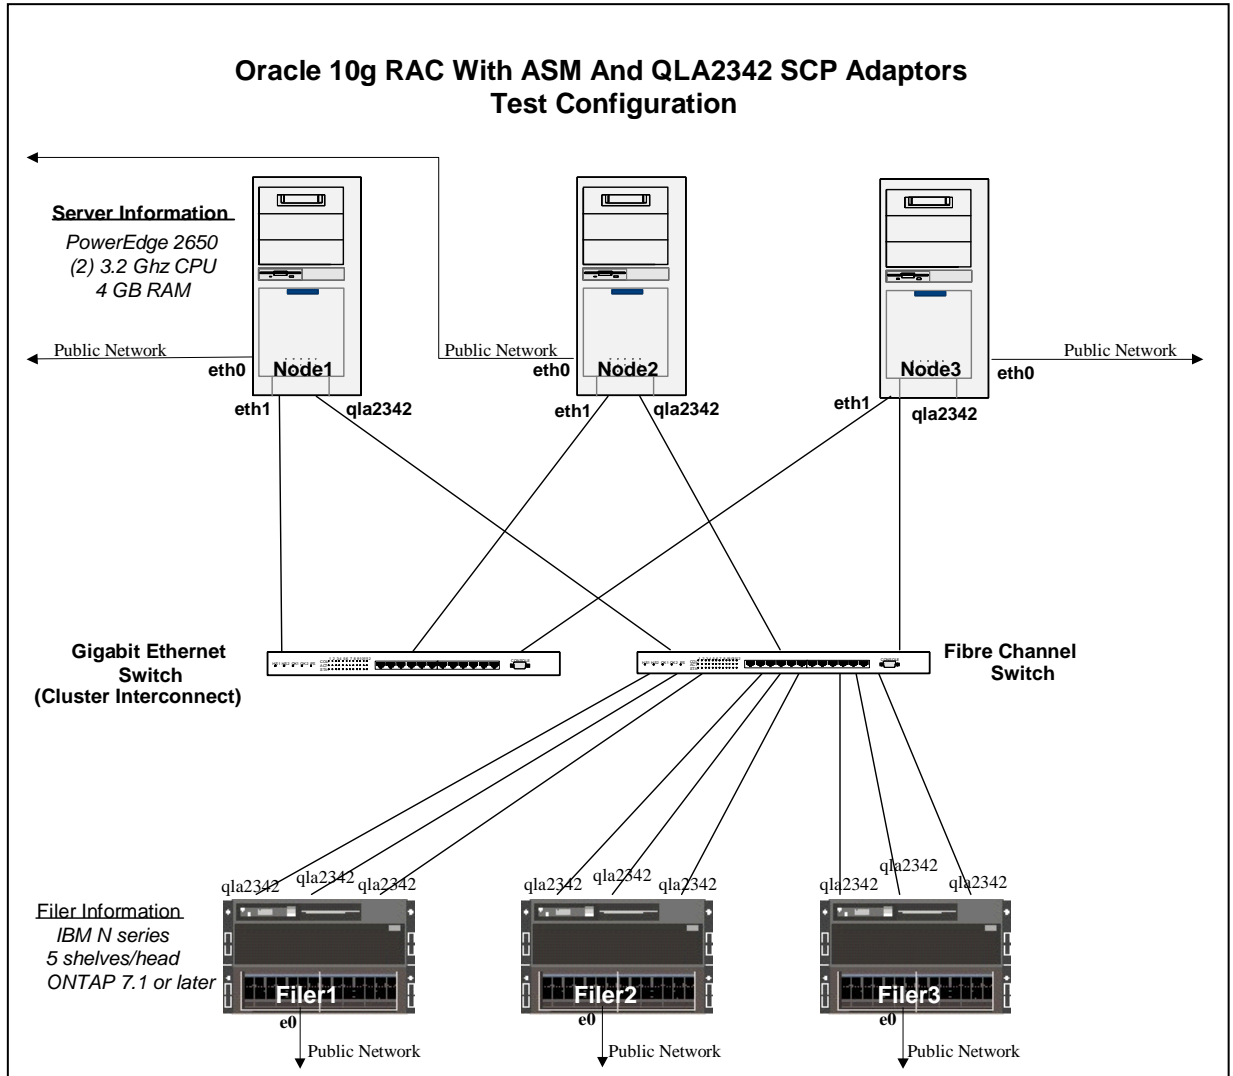 Oracle 10g RAC With ASM And QLA2342 SCP Adaptors
Test Configuration
Server Information
PowerEdge 2650
(2) 3.2 Ghz CPU
4 GB RAM
Public Network
eth0
Node1
eth1
qla2342
Public Network
eth0
Node2
eth1
qla2342
Public Network
eth0
Node3
eth1
qla2342
Gigabit Ethernet
Switch
(Cluster Interconnect)
Fibre Channel
Switch
qla2342
qla2342
qla2342
qla2342
qla2342
qla2342
qla2342
qla2342
qla2342
Filer Information
IBM N series
5 shelves/head
ONTAP 7.1 or later
Filer1
e0
Public Network
Filer2
e0
Public Network
Filer3
e0
Public Network